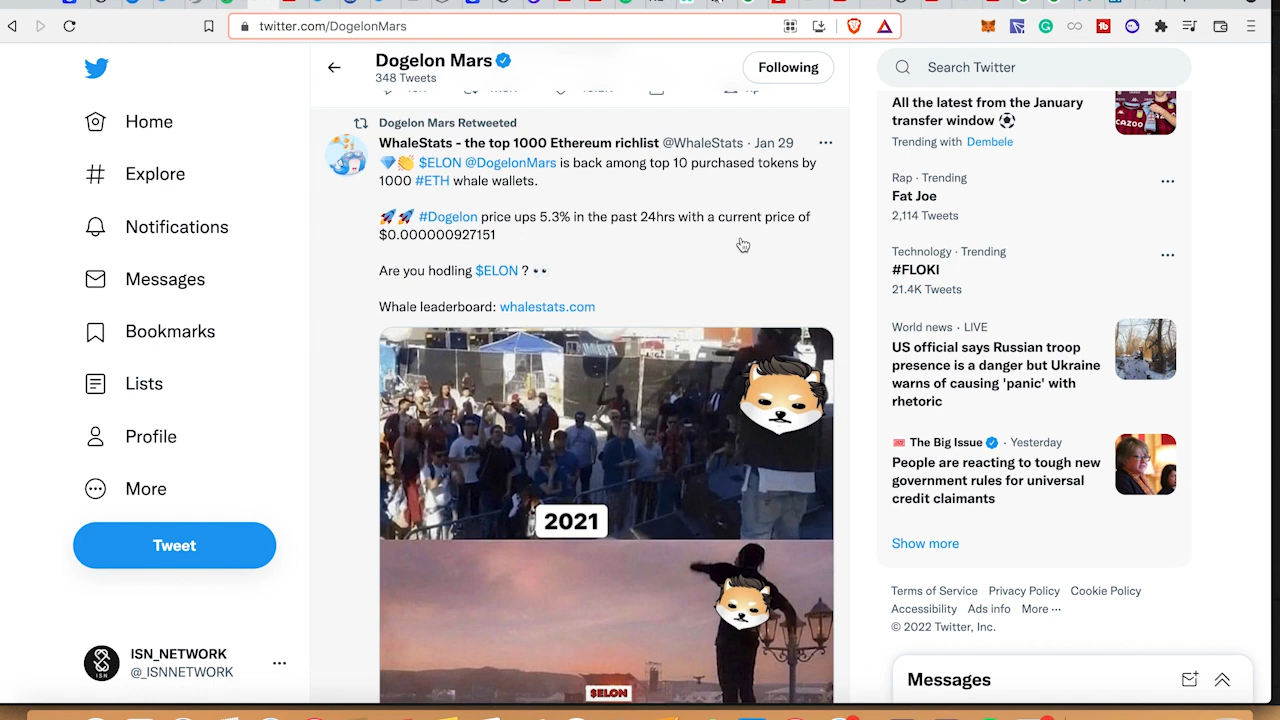 twitter.com/DogelonMars
Dogelon Mars
348 Tweets
Following
Search Twitter
Home
Explore
Notifications
Messages
Bookmarks
Lists
Profile
More
Tweet
ISN_NETWORK
@_ISNNETWORK
ISN
Dogelon Mars Retweeted
WhaleStats - the top 1000 Ethereum richlist @WhaleStats · Jan 29
$ELON @DogelonMars is back among top 10 purchased tokens by
1000 #ETH whale wallets.
#Dogelon price ups 5.3% in the past 24hrs with a current price of
$0.000000927151
Are you hodling $ELON ?
Whale leaderboard: whalestats.com
2021
$ELON
All the latest from the January
transfer window
Trending with Dembele
CAZOO
Rap · Trending
Fat Joe
2,114 Tweets
Technology · Trending
#FLOKI
21.4K Tweets
World news · LIVE
US official says Russian troop
presence is a danger but Ukraine
warns of causing 'panic' with
rhetoric
The Big Issue · Yesterday
People are reacting to tough new
government rules for universal
credit claimants
Show more
Terms of Service Privacy Policy Cookie Policy
Accessibility Ads info More ···
© 2022 Twitter, Inc.
Messages